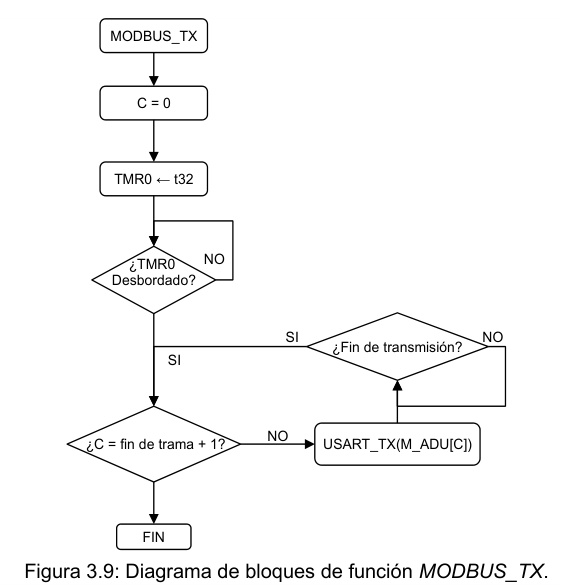 MODBUS_TX
C = 0
TMR0 ← t32
¿TMR0
Desbordado?
NO
SI
SI
¿Fin de transmisión?
NO
¿C = fin de trama + 1?
NO
USART_TX(M_ADU[C])
FIN
Figura 3.9: Diagrama de bloques de función MODBUS_TX.